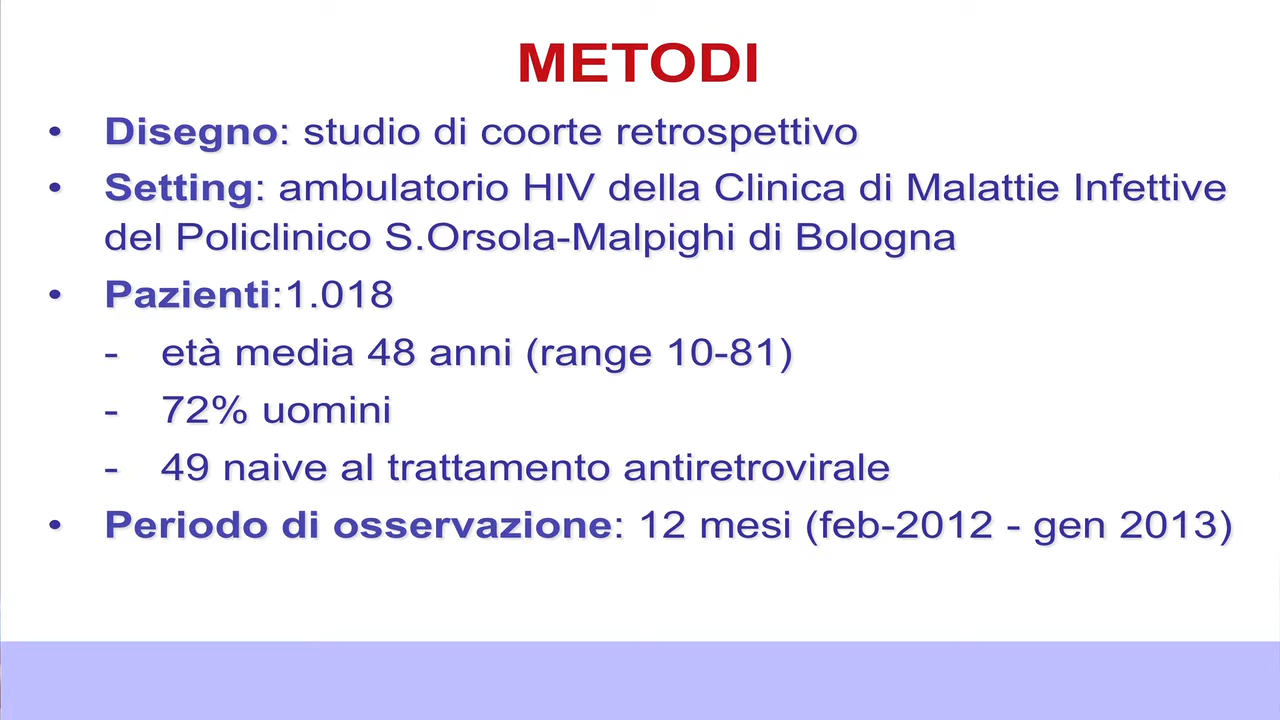 METODI
• Disegno: studio di coorte retrospettivo
• Setting: ambulatorio HIV della Clinica di Malattie Infettive
del Policlinico S.Orsola-Malpighi di Bologna
• Pazienti:1.018
- età media 48 anni (range 10-81)
- 72% uomini
- 49 naive al trattamento antiretrovirale
• Periodo di osservazione: 12 mesi (feb-2012 - gen 2013)